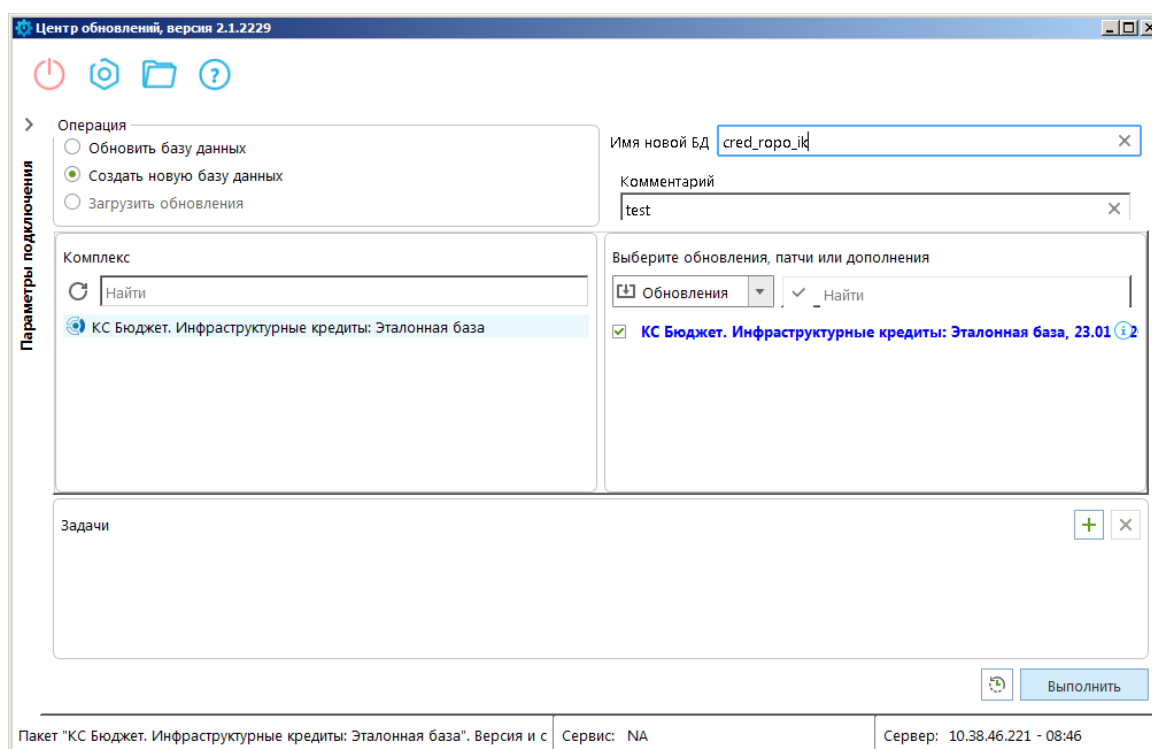 Центр обновлений, версия 2.1.2229
Операция
Обновить базу данных
Создать новую базу данных
Загрузить обновления
Имя новой БД cred_ropo_ik
Комментарий
test
Параметры подключения
Комплекс
Найти
КС Бюджет. Инфраструктурные кредиты: Эталонная база
Выберите обновления, патчи или дополнения
Обновления
Найти
КС Бюджет. Инфраструктурные кредиты: Эталонная база, 23.01
Задачи
Выполнить
Пакет "КС Бюджет. Инфраструктурные кредиты: Эталонная база". Версия и с
Сервис: NA
Сервер: 10.38.46.221 - 08:46